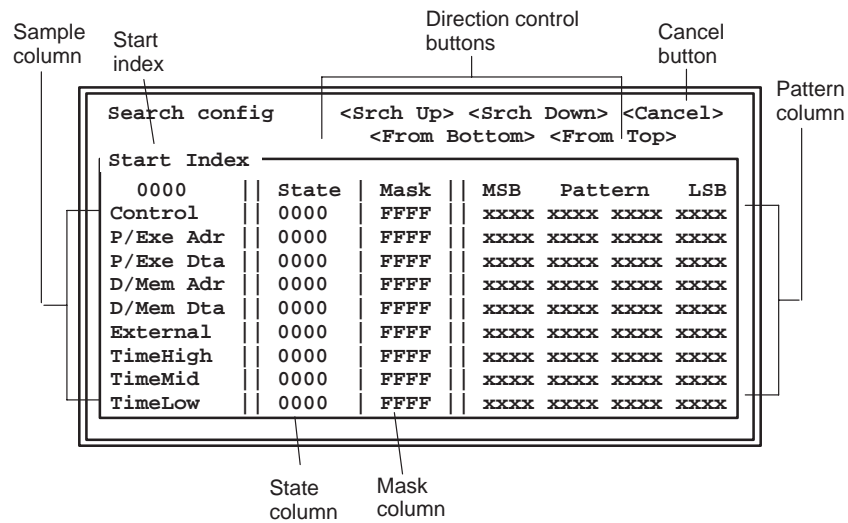 Sample column
Start index
Direction control buttons
Cancel button
Pattern column
Search config <Srch Up> <Srch Down> <Cancel>
<From Bottom> <From Top>
Start Index
0000 || State | Mask || MSB Pattern LSB
Control || 0000 | FFFF || xxxx xxxx xxxx xxxx
P/Exe Adr || 0000 | FFFF || xxxx xxxx xxxx xxxx
P/Exe Dta || 0000 | FFFF || xxxx xxxx xxxx xxxx
D/Mem Adr || 0000 | FFFF || xxxx xxxx xxxx xxxx
D/Mem Dta || 0000 | FFFF || xxxx xxxx xxxx xxxx
External || 0000 | FFFF || xxxx xxxx xxxx xxxx
TimeHigh || 0000 | FFFF || xxxx xxxx xxxx xxxx
TimeMid || 0000 | FFFF || xxxx xxxx xxxx xxxx
TimeLow || 0000 | FFFF || xxxx xxxx xxxx xxxx
State column
Mask column